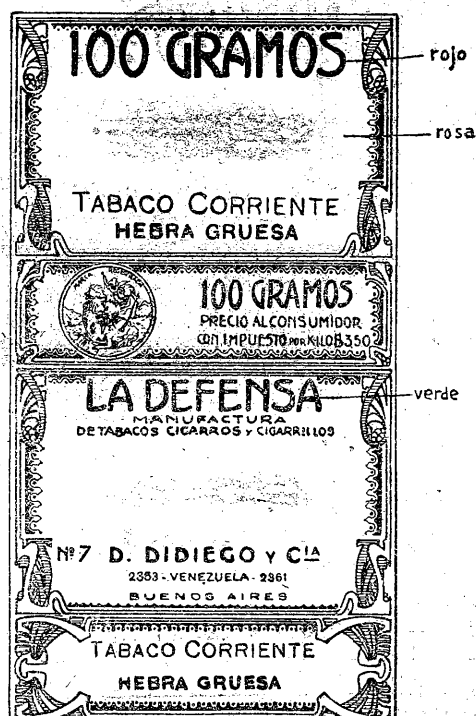 100 GRAMOS
rojo
rosa
TABACO CORRIENTE
HEBRA GRUESA
100 GRAMOS
PRECIO AL CONSUMIDOR
CON IMPUESTO POR KILO $ 3.50
LA DEFENSA
verde
MANUFACTURA
DE TABACOS CIGARROS Y CIGARRILLOS
Nº 7 D. DIDIEGO Y CIA
2353 - VENEZUELA - 2361
BUENOS AIRES
TABACO CORRIENTE
HEBRA GRUESA